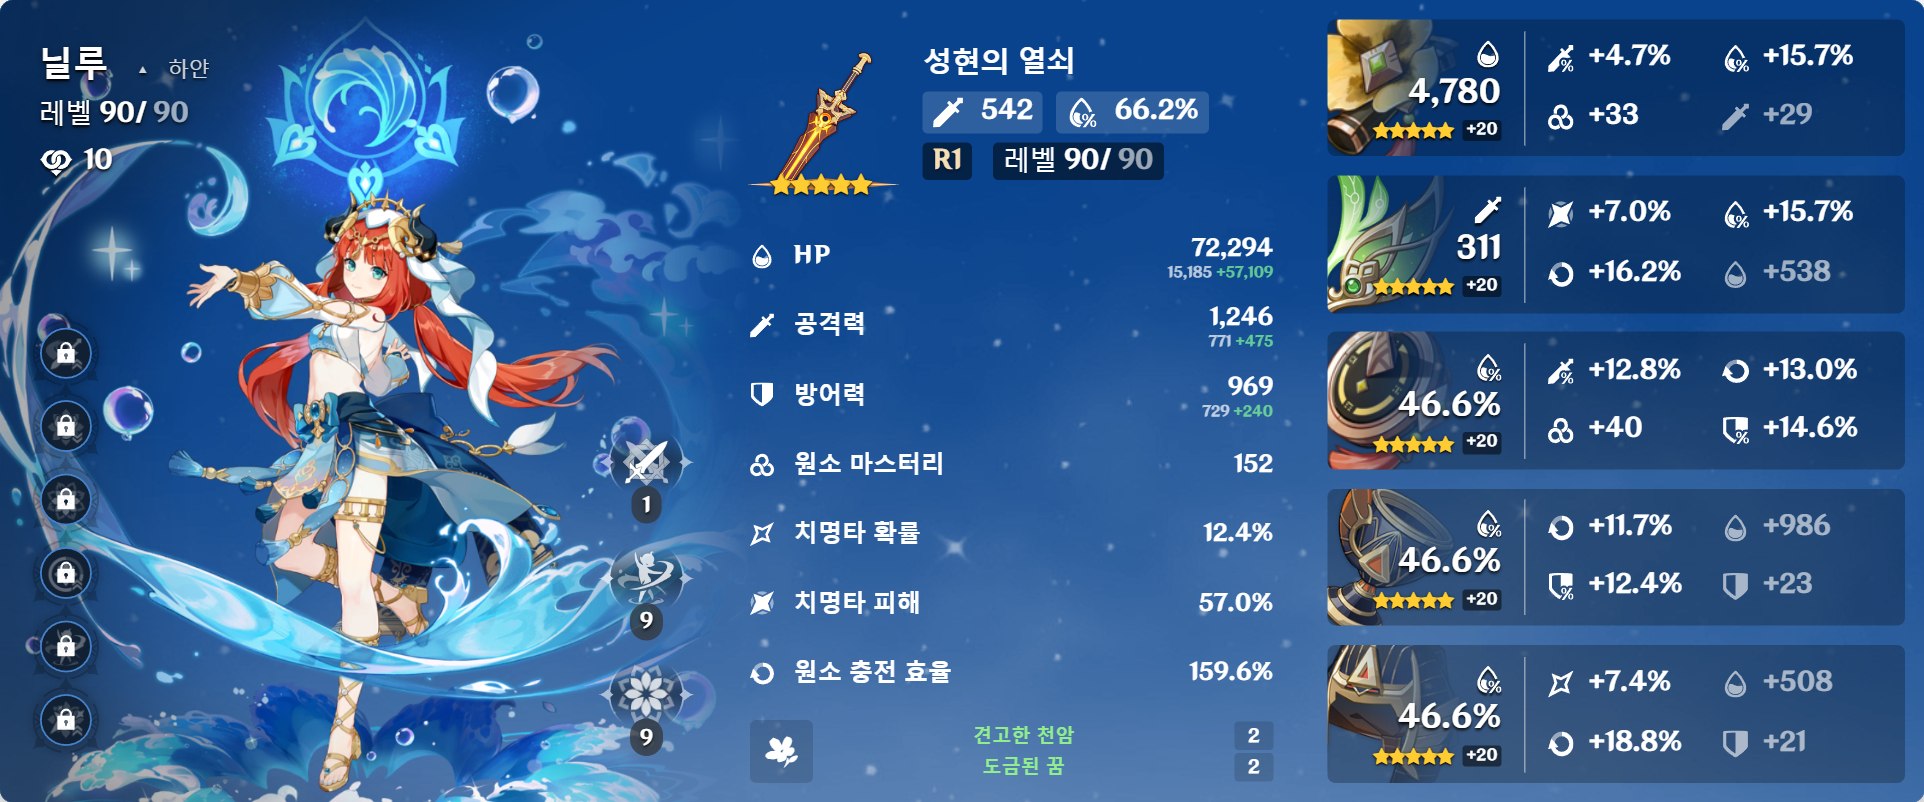 닐루 ▲ 하얀
레벨 90/ 90
10
1
9
9
성현의 열쇠
542 66.2%
R1 레벨 90/ 90
HP 72,294
15,185 +57,109
공격력 1,246
771 +475
방어력 969
729 +240
원소 마스터리 152
치명타 확률 12.4%
치명타 피해 57.0%
원소 충전 효율 159.6%
견고한 천암 2
도금된 꿈 2
4,780
+20
+4.7% +15.7%
+33 +29
311
+20
+7.0% +15.7%
+16.2% +538
46.6%
+20
+12.8% +13.0%
+40 +14.6%
46.6%
+20
+11.7% +986
+12.4% +23
46.6%
+20
+7.4% +508
+18.8% +21